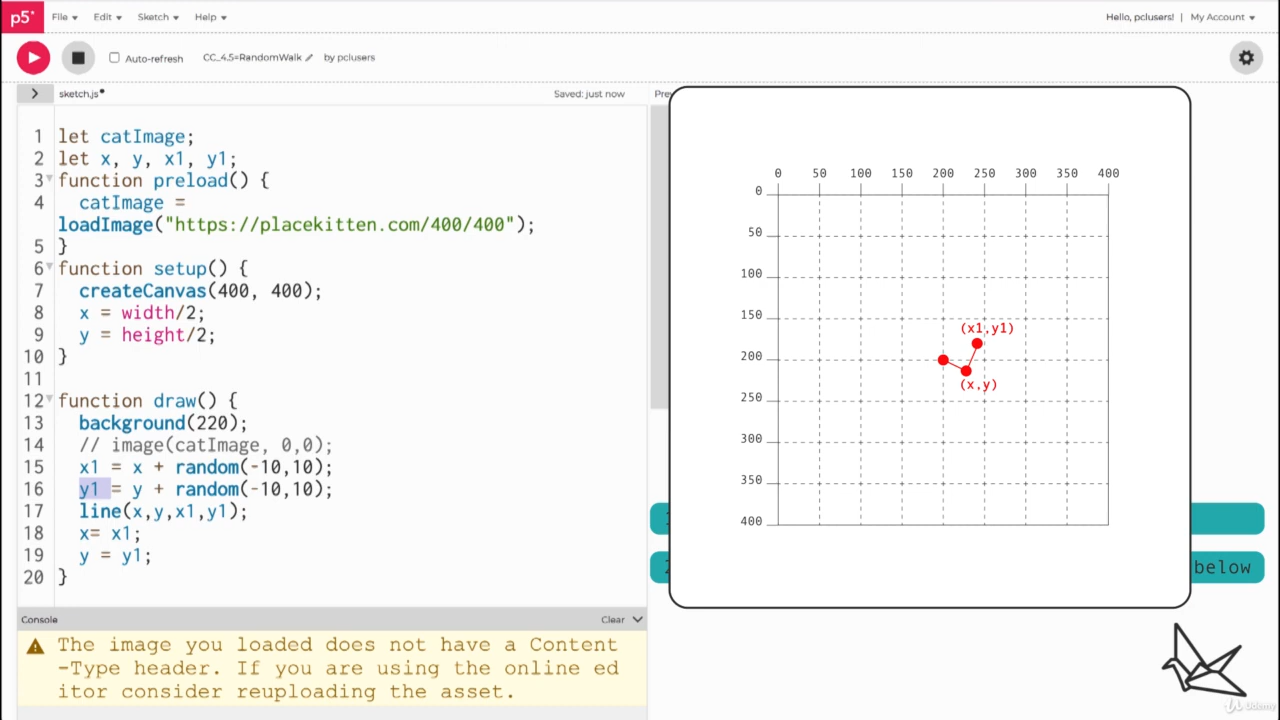 p5* File Edit Sketch Help Hello, pclusers! | My Account
Auto-refresh CC_4.5=RandomWalk by pclusers
sketch.js• Saved: just now
1 let catImage;
2 let x, y, x1, y1;
3 function preload() {
4 catImage =
loadImage("https://placekitten.com/400/400");
5 }
6 function setup() {
7 createCanvas(400, 400);
8 x = width/2;
9 y = height/2;
10 }
11
12 function draw() {
13 background(220);
14 // image(catImage, 0,0);
15 x1 = x + random(-10,10);
16 y1 = y + random(-10,10);
17 line(x,y,x1,y1);
18 x= x1;
19 y = y1;
20 }
Console Clear
The image you loaded does not have a Content
-Type header. If you are using the online ed
itor consider reuploading the asset.
0 50 100 150 200 250 300 350 400
0
50
100
150
(x1,y1)
200
(x,y)
250
300
350
400
below
Udemy